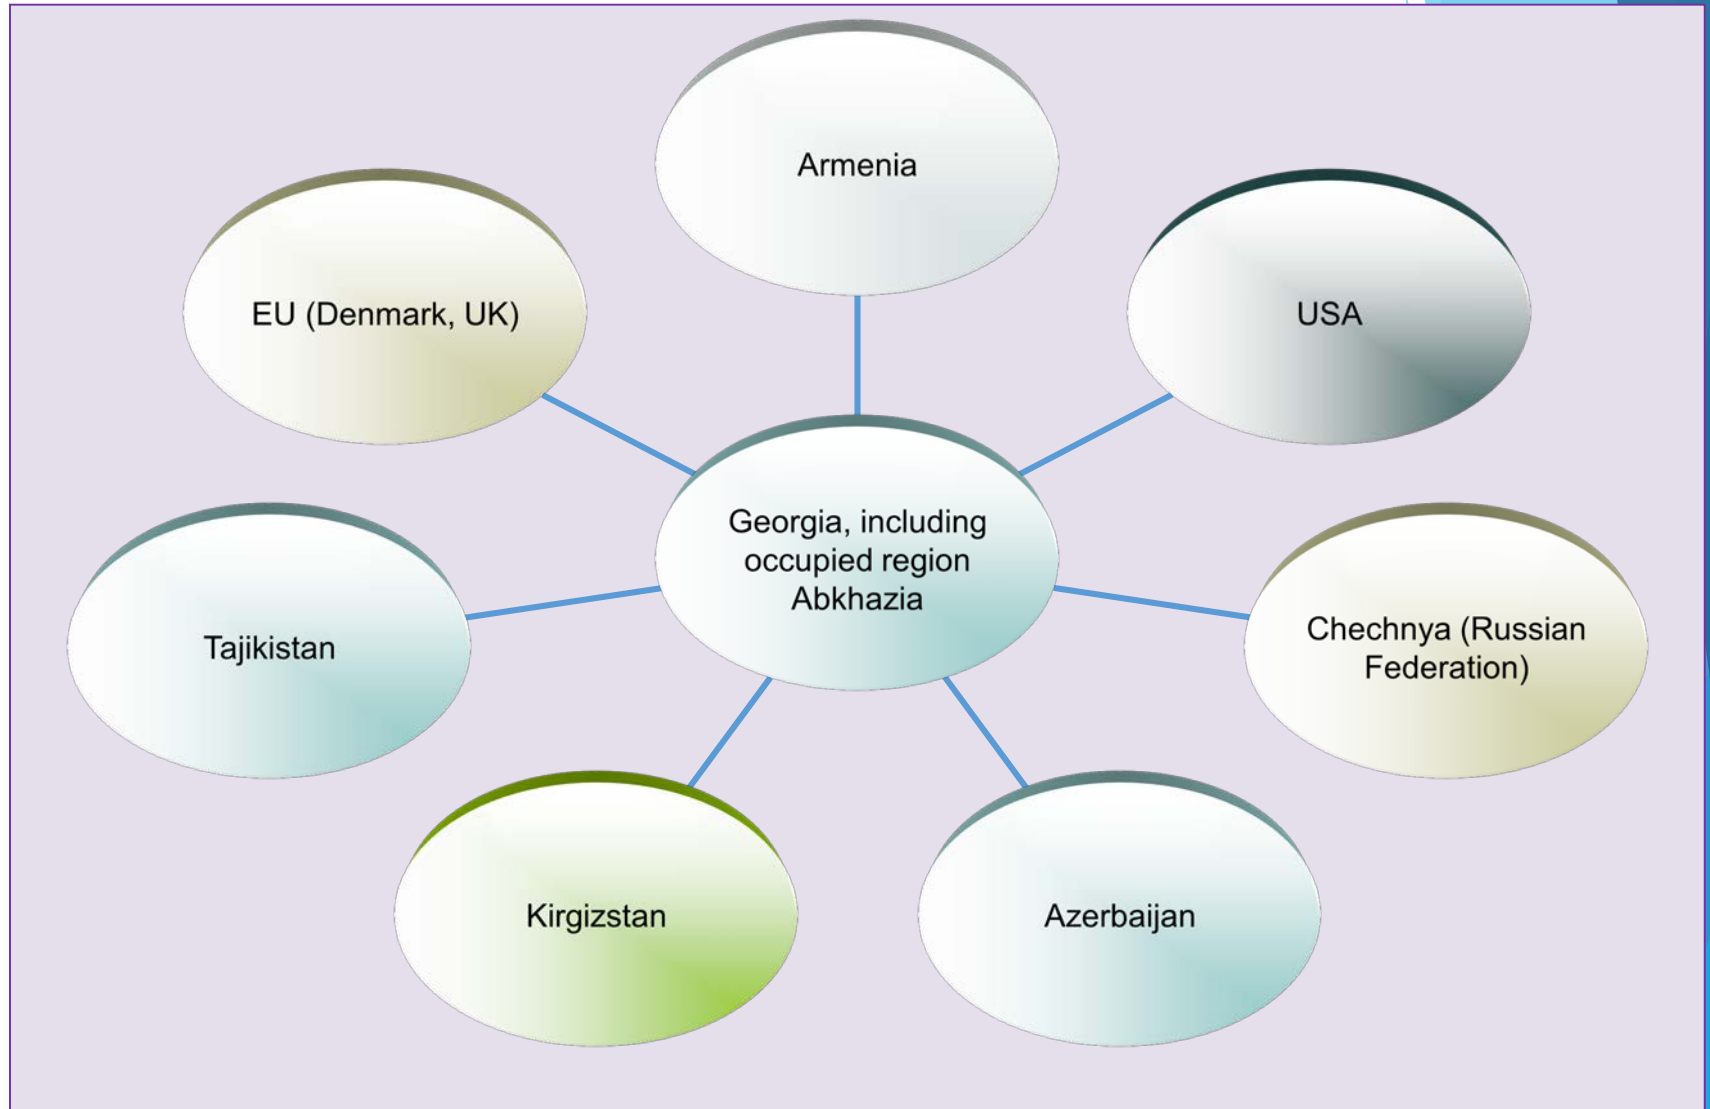 Armenia
EU (Denmark, UK)
USA
Georgia, including
occupied region
Abkhazia
Tajikistan
Chechnya (Russian
Federation)
Kirgizstan
Azerbaijan